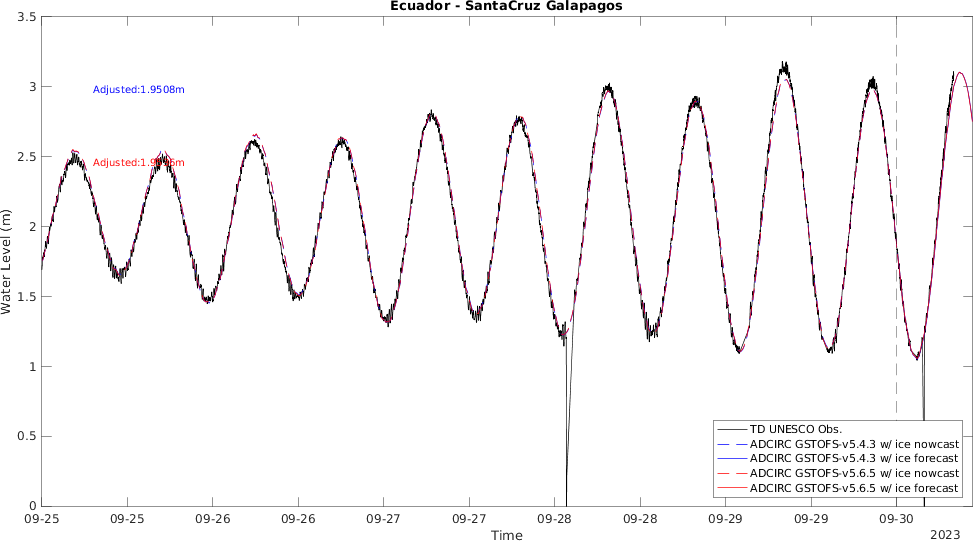 Ecuador - SantaCruz Galapagos
3.5
3
2.5
2
1.5
1
0.5
0
Water Level (m)
Adjusted:1.9508m
TD UNESCO Obs.
ADCIRC GSTOFS-v5.4.3 w/ ice nowcast
ADCIRC GSTOFS-v5.4.3 w/ ice forecast
ADCIRC GSTOFS-v5.6.5 w/ ice nowcast
ADCIRC GSTOFS-v5.6.5 w/ ice forecast
09-25 09-25 09-26 09-26 09-27 09-27 09-28 09-28 09-29 09-29 09-30
Time
2023